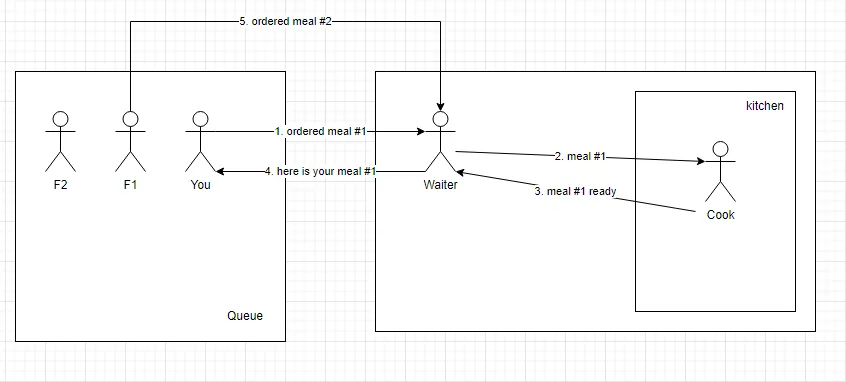 5. ordered meal #2
kitchen
1. ordered meal #1
2. meal #1
4. here is your meal #1
3. meal #1 ready
F2
F1
You
Waiter
Cook
Queue